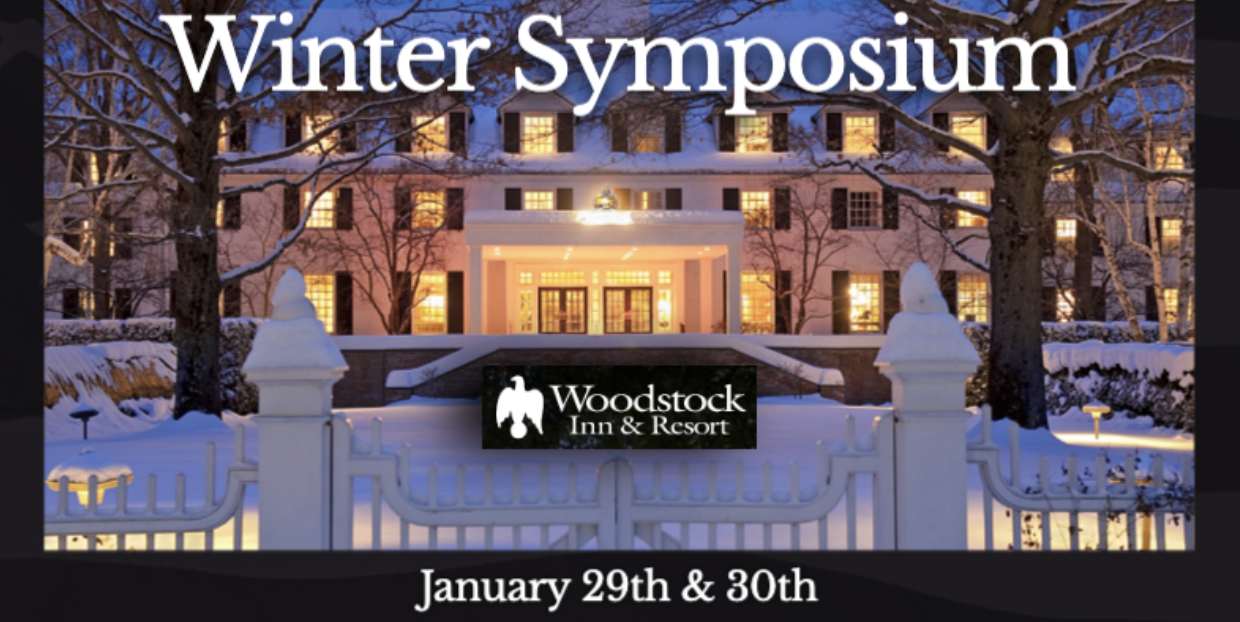 Winter Symposium
Woodstock
Inn & Resort
January 29th & 30th